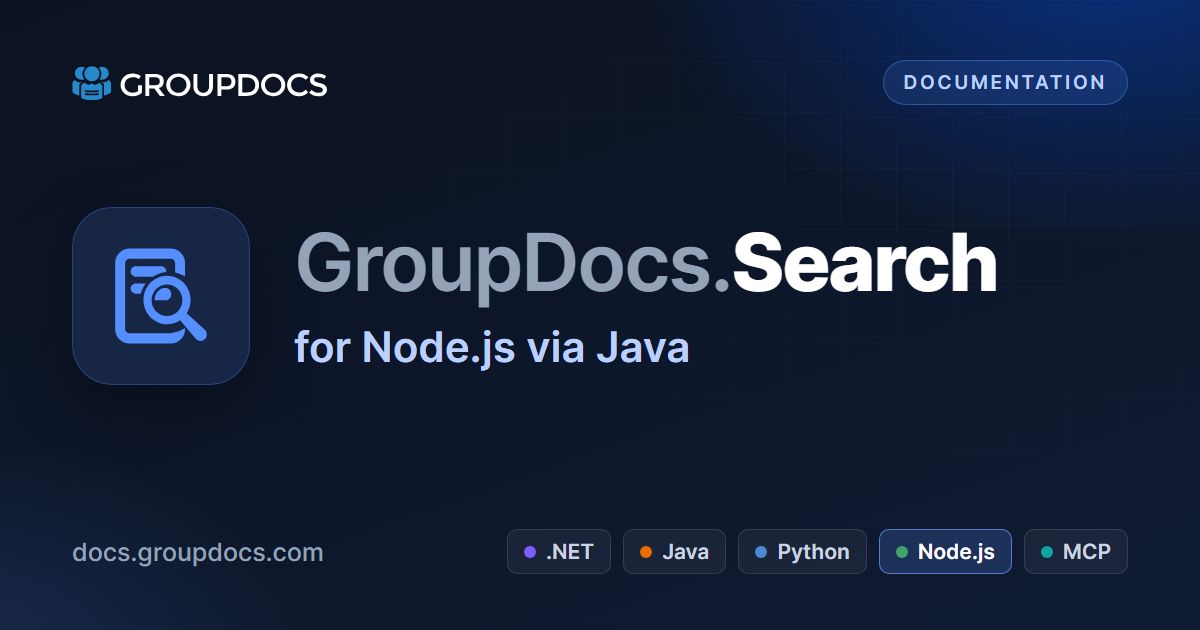 GROUPDOCS
DOCUMENTATION
GroupDocs.Search
for Node.js via Java
docs.groupdocs.com
.NET
Java
Python
Node.js
MCP